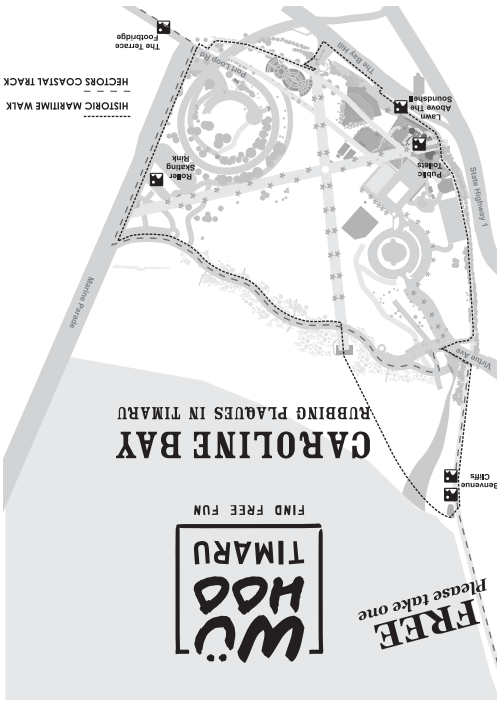 FREE
Please take one
WÜ
HOO
TIMARU
FIND FREE FUN
CAROLINE BAY
RUBBING PLAQUES IN TIMARU
Benvenue
Cliffs
Virtue Ave
Marine Parade
State Highway 1
Roller
Skating
Rink
Public
Toilets
Lawn
Above The
Soundshell
HISTORIC MARITIME WALK
HECTORS COASTAL TRACK
Port Loop Rd
The Bay Hill
The Terrace
Footbridge